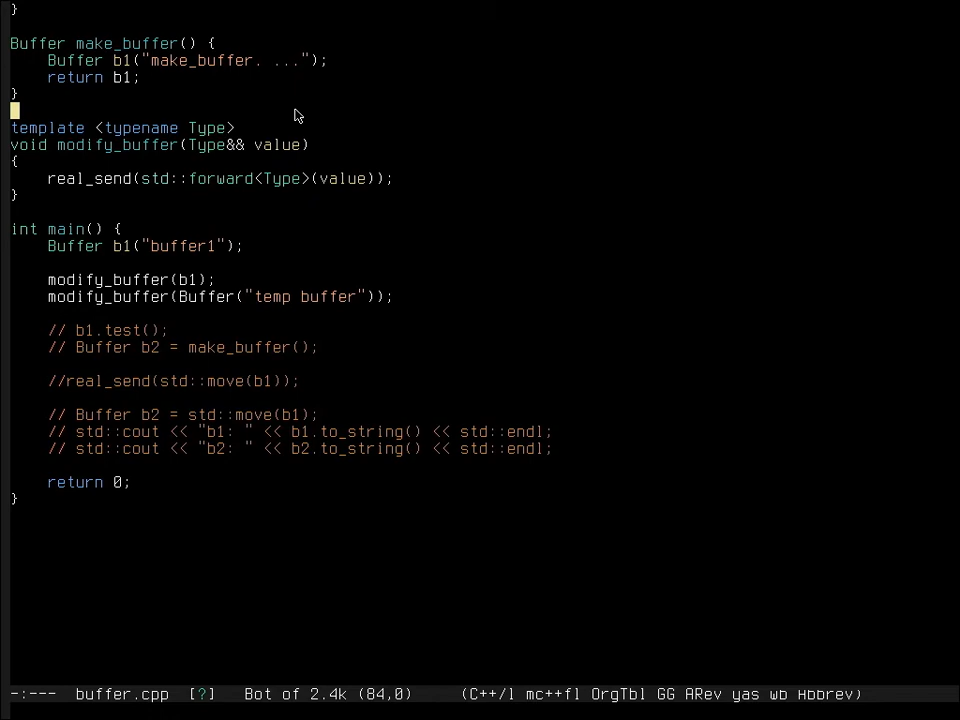 }
Buffer make_buffer() {
    Buffer b1("make_buffer. ...");
    return b1;
}
template <typename Type>
void modify_buffer(Type&& value)
{
    real_send(std::forward<Type>(value));
}
int main() {
    Buffer b1("buffer1");
    modify_buffer(b1);
    modify_buffer(Buffer("temp buffer"));
    // b1.test();
    // Buffer b2 = make_buffer();
    //real_send(std::move(b1));
    // Buffer b2 = std::move(b1);
    // std::cout << "b1: " << b1.to_string() << std::endl;
    // std::cout << "b2: " << b2.to_string() << std::endl;
    return 0;
}
-:--- buffer.cpp [?] Bot of 2.4k (84,0) (C++/l mc++fl OrgTbl GG ARev yas wb Hbbrev)